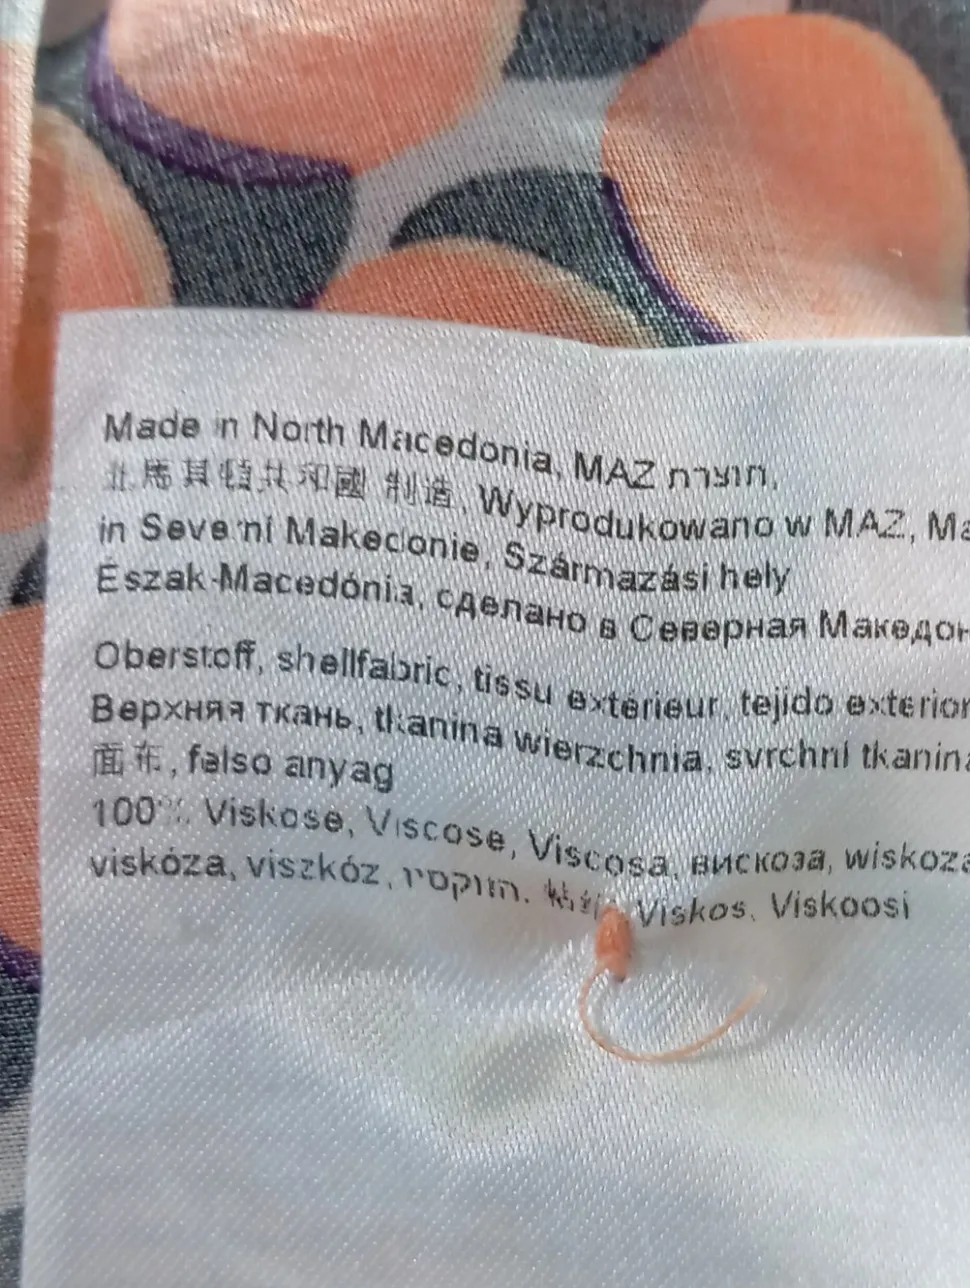 Made in North Macedonia, MAZ תוצרת,
北馬其頓共和國 制造, Wyprodukowano w MAZ, Ma
in Severní Makedonie, Származási hely
Észak-Macedónia, сделано в Северная Македон
Oberstoff, shellfabric, tissu extérieur, tejido exterior
Верхняя ткань, tkanina wierzchnia, svrchní tkanina
面布, falso anyag
100% Viskose, Viscose, Viscosa, вискоза, wiskoza
viskóza, viszkóz, Viskos, Viskoosi